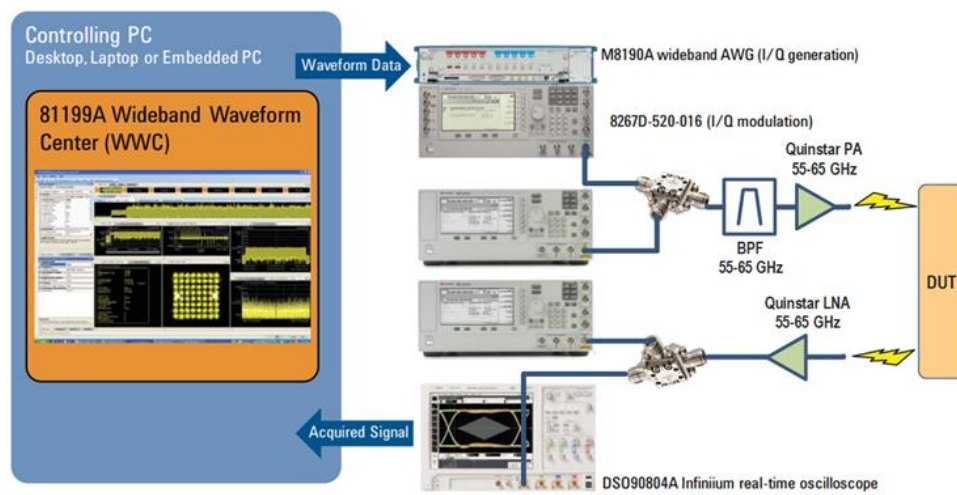 Controlling PC
Desktop, Laptop or Embedded PC
81199A Wideband Waveform
Center (WWC)
Waveform Data
M8190A wideband AWG (I/Q generation)
8267D-520-016 (I/Q modulation)
Quinstar PA
55-65 GHz
BPF
55-65 GHz
DUT
Quinstar LNA
55-65 GHz
Acquired Signal
DSO90804A Infiniium real-time oscilloscope